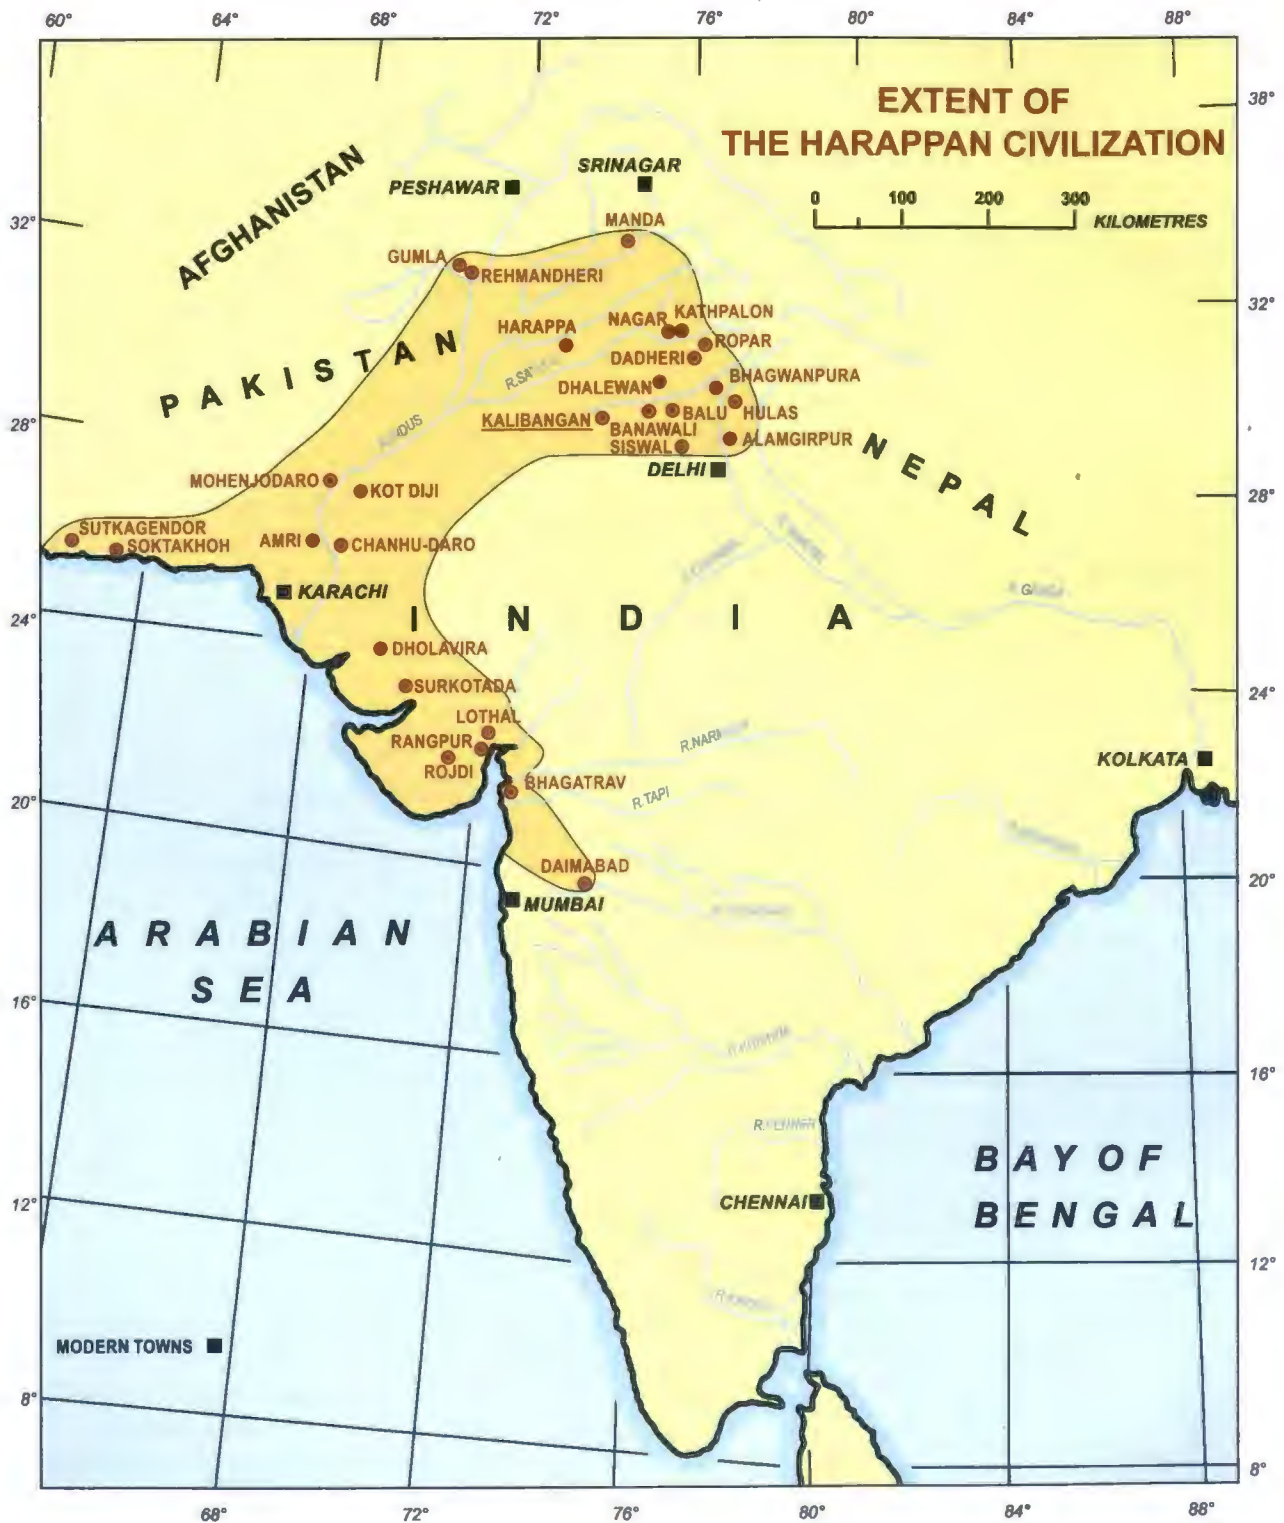 60° 64° 68° 72° 76° 80° 84° 88°
EXTENT OF
THE HARAPPAN CIVILIZATION
0 100 200 300
KILOMETRES
38°
SRINAGAR
PESHAWAR
AFGHANISTAN
MANDA
32°
GUMLA
REHMANDHERI
32°
PAKISTAN
HARAPPA
NAGAR
KATHPALON
ROPAR
DADHERI
R.
DHALEWAN
BHAGWANPURA
28°
KALIBANGAN
BALU
HULAS
BANAWALI
SISWAL
ALAMGIRPUR
DELHI
NEPAL
MOHENJODARO
KOT DIJI
28°
SUTKAGENDOR
SOKTAKHOH
AMRI
CHANHU-DARO
KARACHI
INDIA
R. GANGA
24°
DHOLAVIRA
SURKOTADA
24°
LOTHAL
RANGPUR
ROJDI
R.TAPI
KOLKATA
BHAGATRAV
20°
DAIMABAD
20°
MUMBAI
ARABIAN
SEA
16°
16°
BAY OF
BENGAL
CHENNAI
12°
12°
MODERN TOWNS
8°
8°
68° 72° 76° 80° 84° 88°